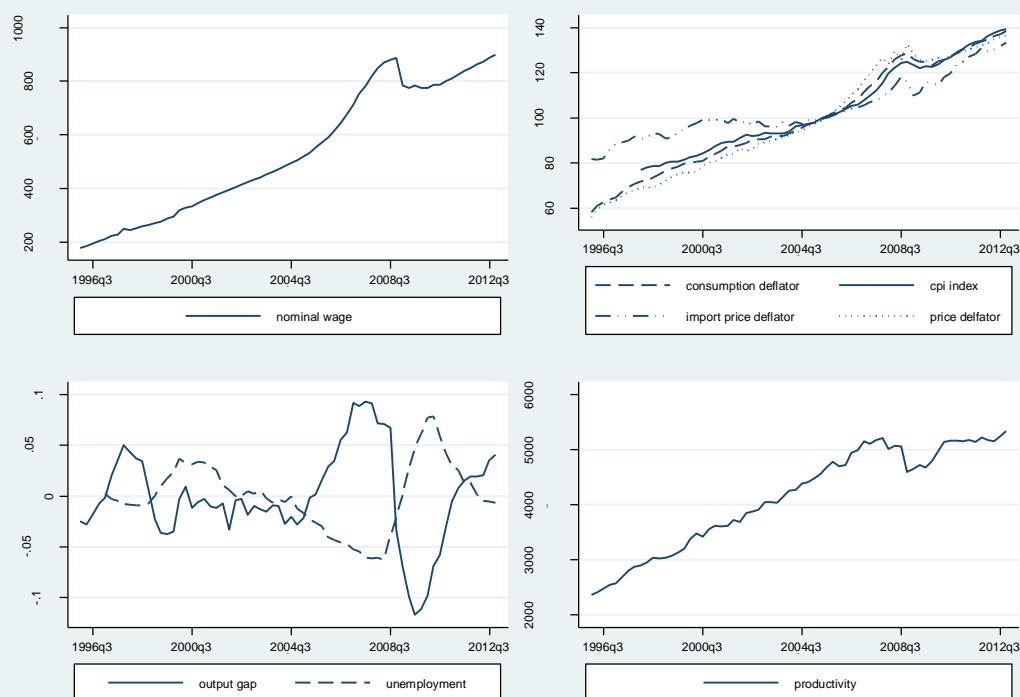 1000
800
600
400
200
1996q3 2000q3 2004q3 2008q3 2012q3
nominal wage
140
120
100
80
60
1996q3 2000q3 2004q3 2008q3 2012q3
consumption deflator cpi index
import price deflator price delfator
.1
.05
0
-.05
-.1
1996q3 2000q3 2004q3 2008q3 2012q3
output gap unemployment
6000
5000
4000
3000
2000
1996q3 2000q3 2004q3 2008q3 2012q3
productivity